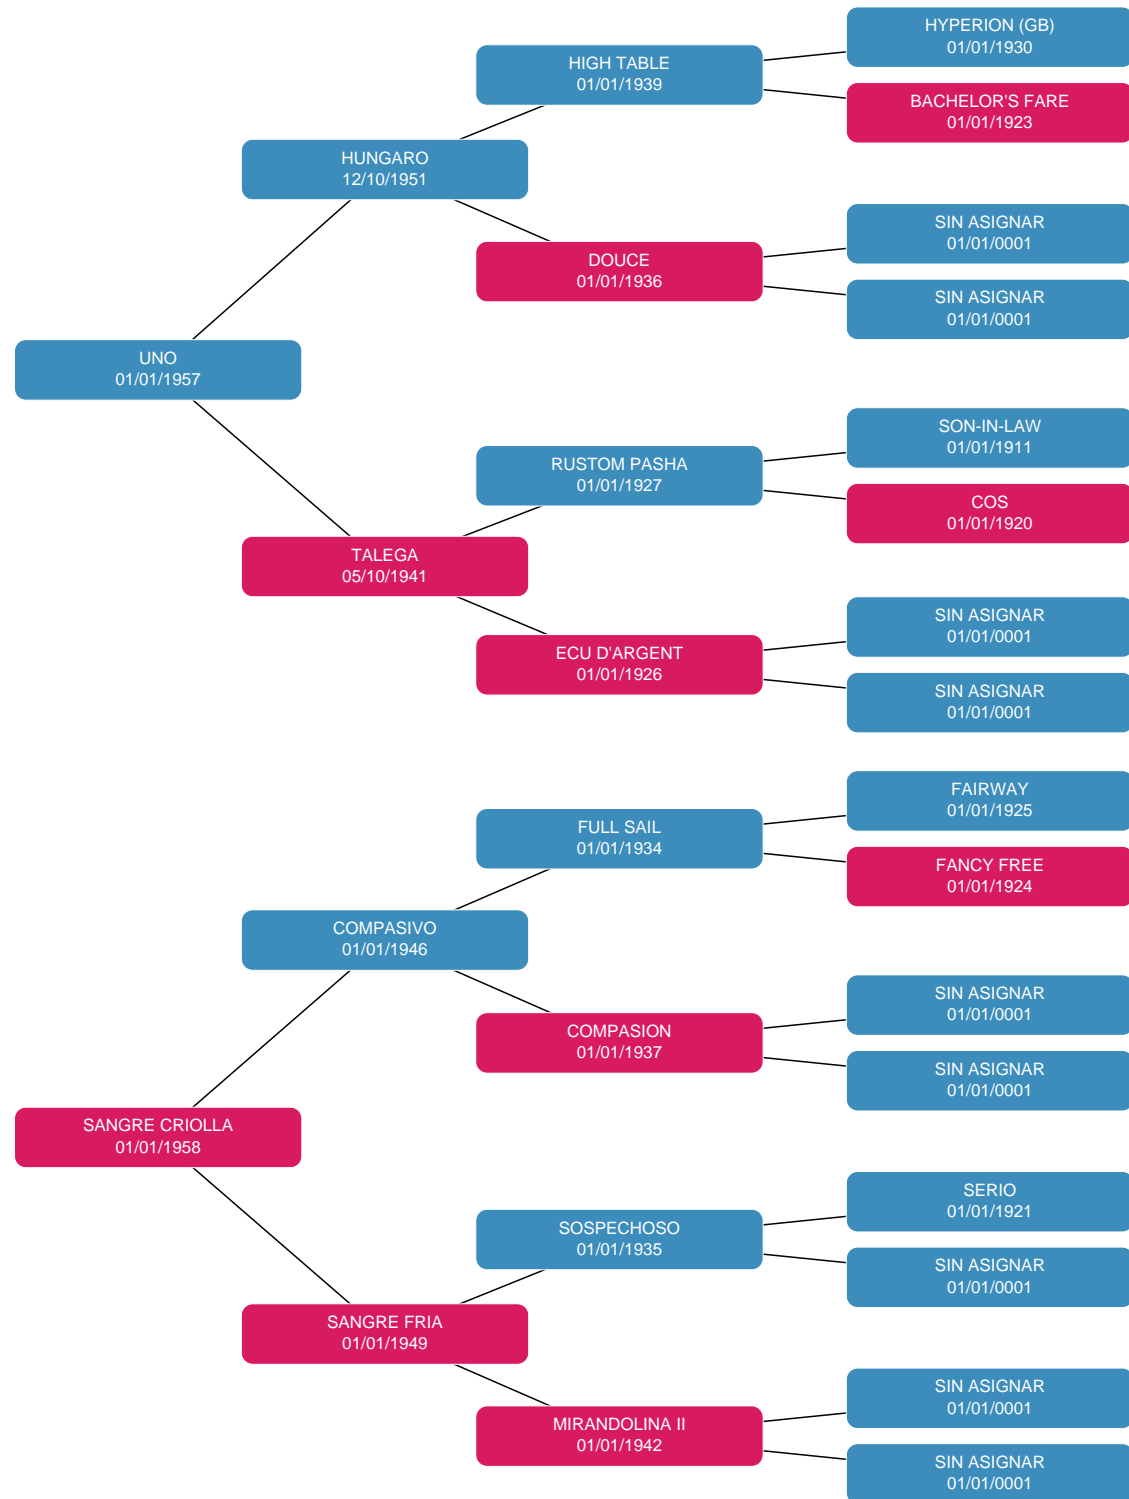 HYPERION (GB)
01/01/1930
HIGH TABLE
01/01/1939
BACHELOR'S FARE
01/01/1923
HUNGARO
12/10/1951
SIN ASIGNAR
01/01/0001
DOUCE
01/01/1936
SIN ASIGNAR
01/01/0001
UNO
01/01/1957
SON-IN-LAW
01/01/1911
RUSTOM PASHA
01/01/1927
COS
01/01/1920
TALEGA
05/10/1941
SIN ASIGNAR
01/01/0001
ECU D'ARGENT
01/01/1926
SIN ASIGNAR
01/01/0001
FAIRWAY
01/01/1925
FULL SAIL
01/01/1934
FANCY FREE
01/01/1924
COMPASIVO
01/01/1946
SIN ASIGNAR
01/01/0001
COMPASION
01/01/1937
SIN ASIGNAR
01/01/0001
SANGRE CRIOLLA
01/01/1958
SERIO
01/01/1921
SOSPECHOSO
01/01/1935
SIN ASIGNAR
01/01/0001
SANGRE FRIA
01/01/1949
SIN ASIGNAR
01/01/0001
MIRANDOLINA II
01/01/1942
SIN ASIGNAR
01/01/0001